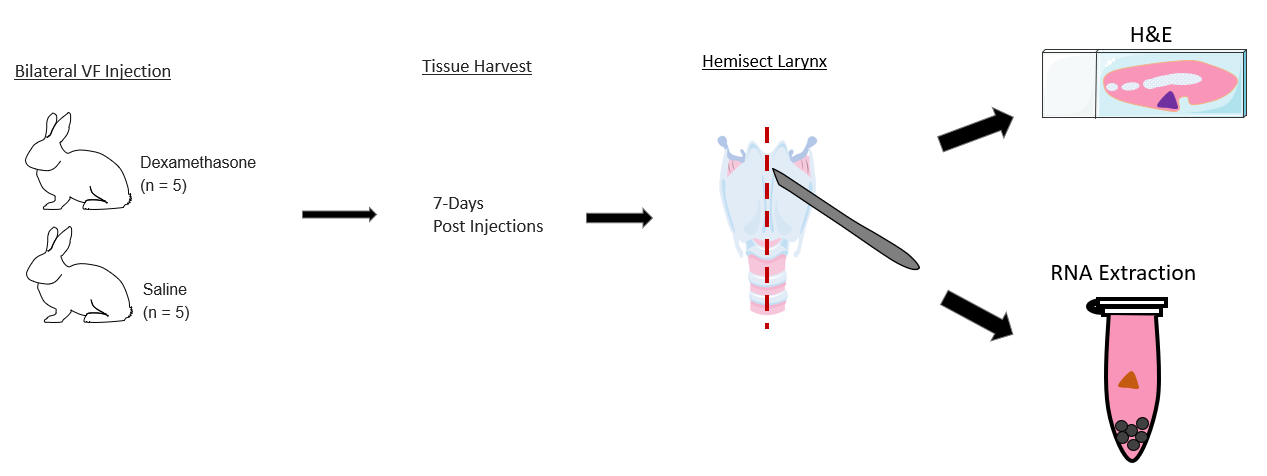 Bilateral VF Injection
Dexamethasone
(n = 5)
Saline
(n = 5)
Tissue Harvest
7-Days
Post Injections
Hemisect Larynx
H&E
RNA Extraction